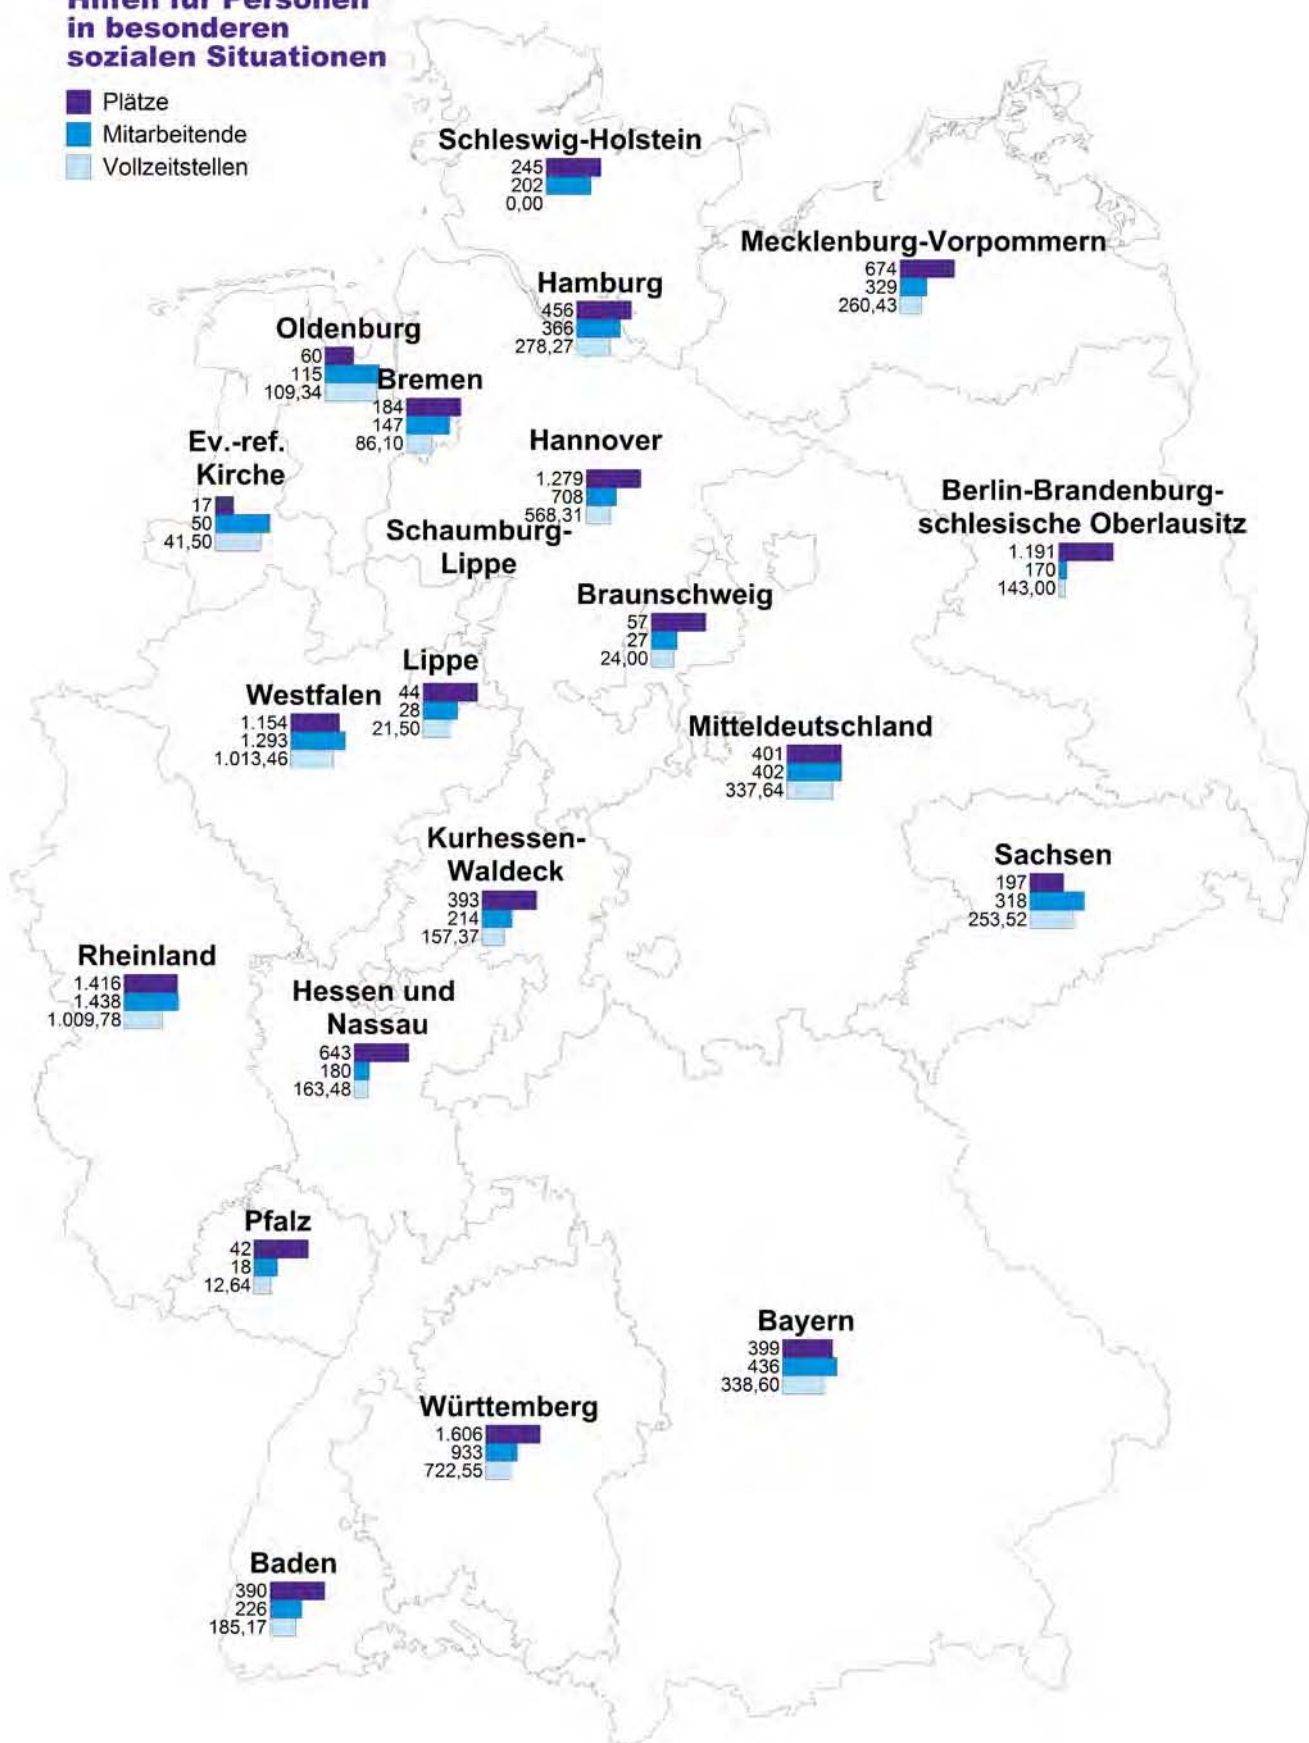 Hilfen für Personen
in besonderen
sozialen Situationen
Plätze
Mitarbeitende
Vollzeitstellen
Schleswig-Holstein
245
202
0,00
Mecklenburg-Vorpommern
674
329
260,43
Hamburg
456
366
278,27
Oldenburg
60
115
109,34
Bremen
184
147
86,10
Ev.-ref.
Kirche
17
50
41,50
Hannover
1.279
708
568,31
Schaumburg-
Lippe
Berlin-Brandenburg-
schlesische Oberlausitz
1.191
170
143,00
Braunschweig
57
27
24,00
Lippe
44
28
21,50
Westfalen
1.154
1.293
1.013,46
Mitteldeutschland
401
402
337,64
Kurhessen-
Waldeck
393
214
157,37
Sachsen
197
318
253,52
Rheinland
1.416
1.438
1.009,78
Hessen und
Nassau
643
180
163,48
Pfalz
42
18
12,64
Bayern
399
436
338,60
Württemberg
1.606
933
722,55
Baden
390
226
185,17